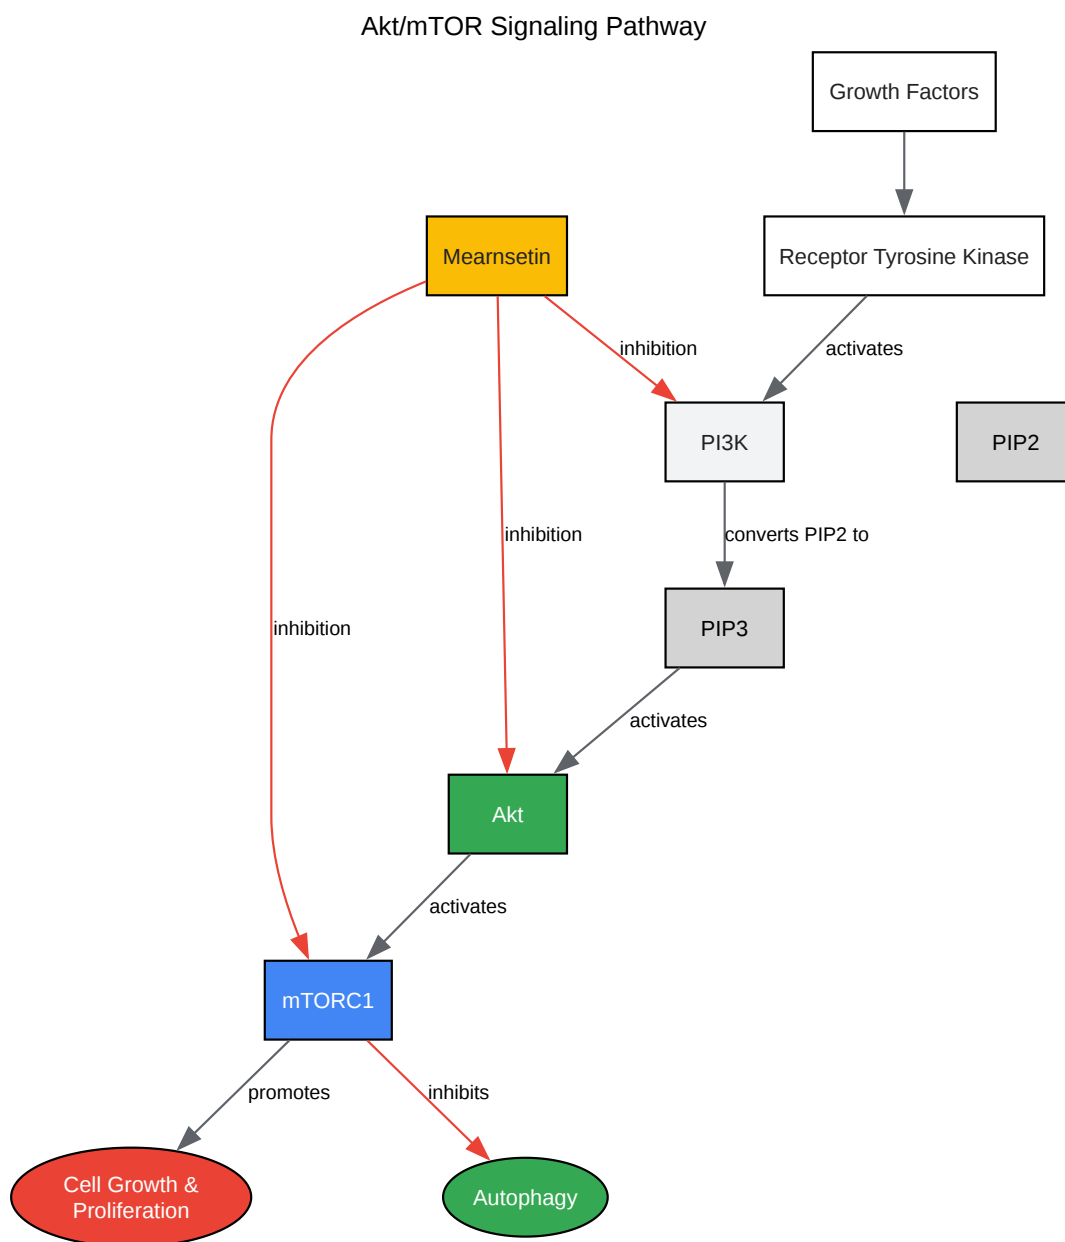 Akt/mTOR Signaling Pathway
Growth Factors
Mearnsetin
Receptor Tyrosine Kinase
inhibition
activates
PI3K
PIP2
inhibition
converts PIP2 to
inhibition
PIP3
activates
Akt
activates
mTORC1
promotes
inhibits
Cell Growth &
Proliferation
Autophagy